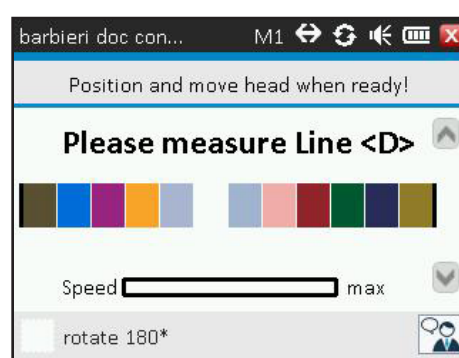 barbieri doc con... M1
Position and move head when ready!
Please measure Line <D>
Speed max
rotate 180*